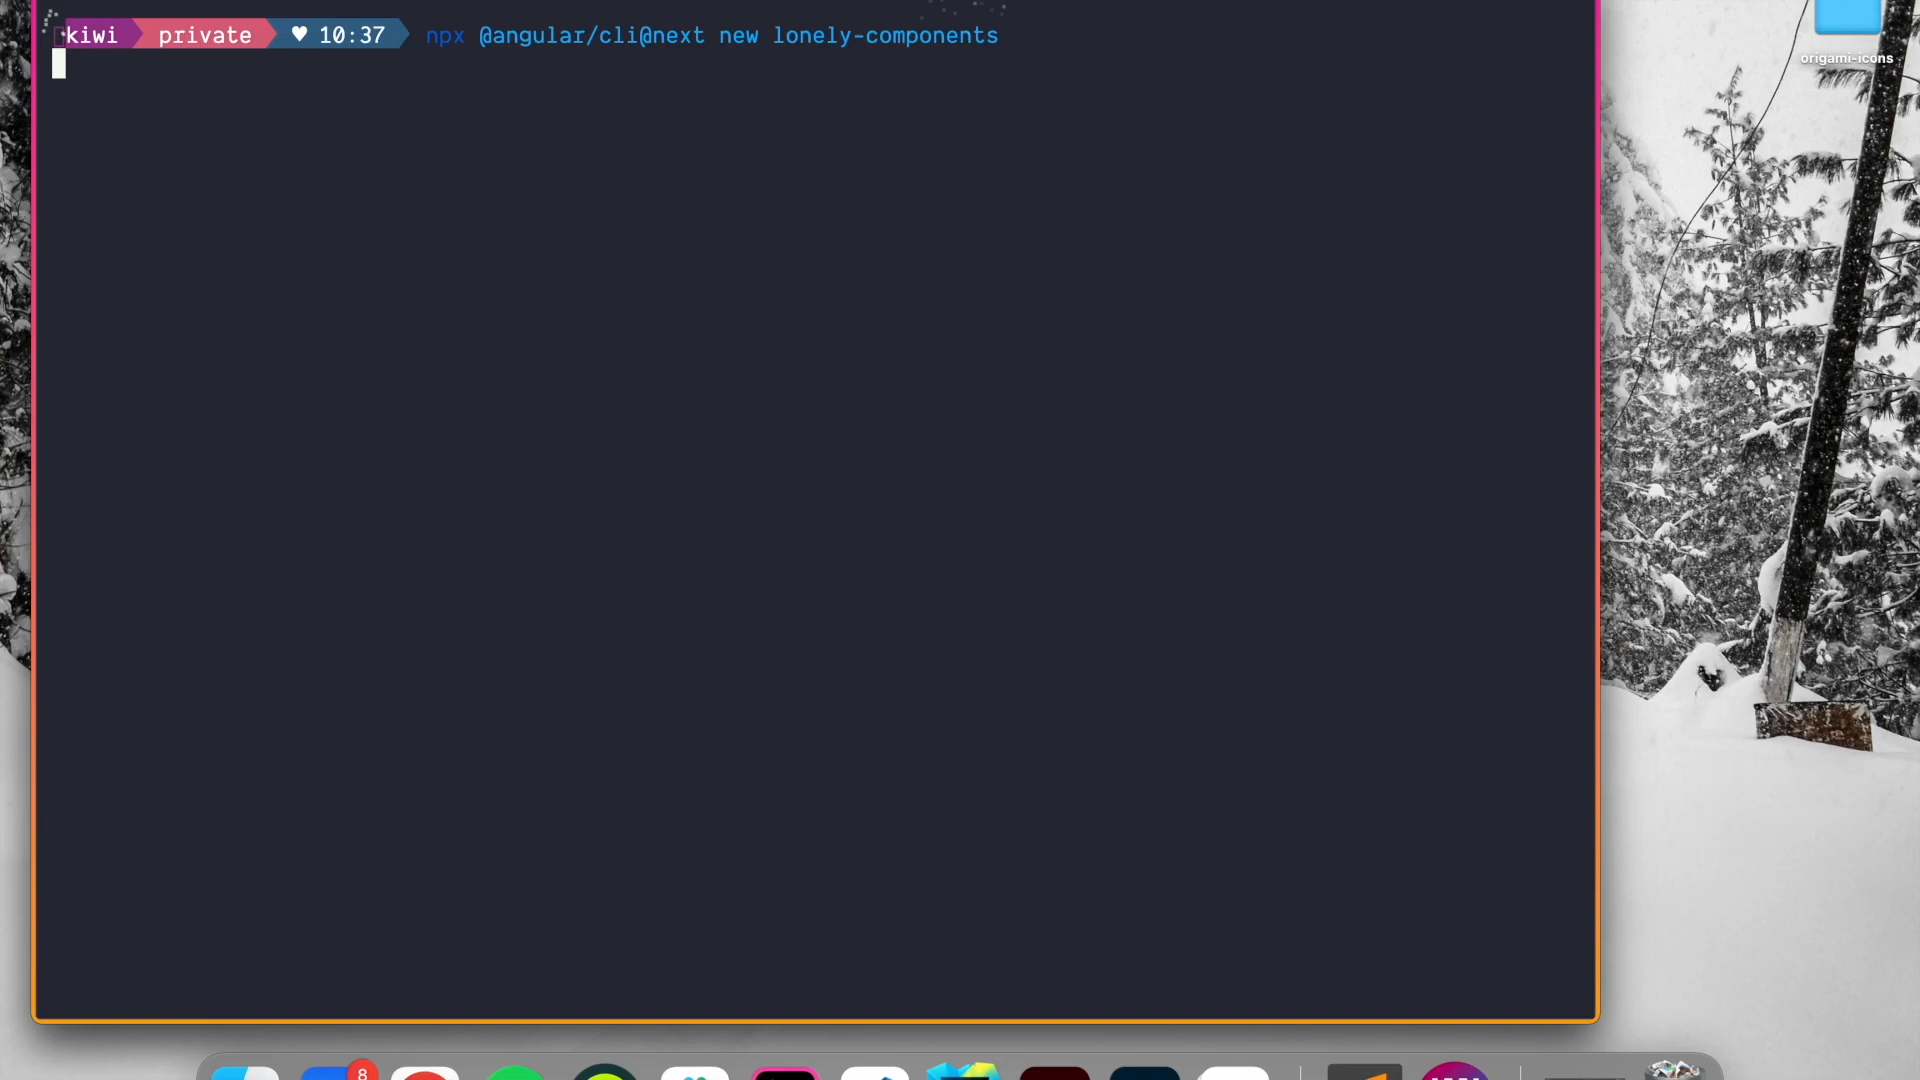 kiwi private ♥ 10:37 npx @angular/cli@next new lonely-components
origami-icons
8